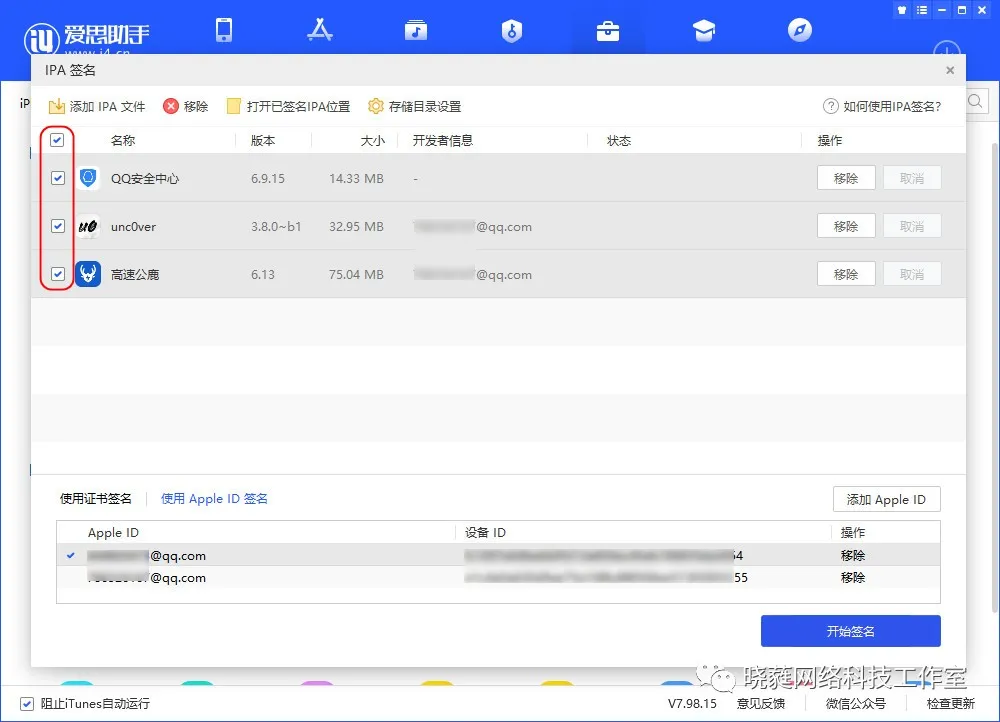 iU 爱思助手
www.i4.cn
IPA 签名
iP
添加 IPA 文件 移除 打开已签名IPA位置 存储目录设置 如何使用IPA签名?
名称 版本 大小 开发者信息 状态 操作
QQ安全中心 6.9.15 14.33 MB - 移除 取消
unc0ver 3.8.0~b1 32.95 MB @qq.com 移除 取消
高速公鹿 6.13 75.04 MB @qq.com 移除 取消
使用证书签名 使用 Apple ID 签名 添加 Apple ID
Apple ID 设备 ID 操作
@qq.com 64 移除
@qq.com 55 移除
开始签名
晓蕤网络科技工作室
阻止iTunes自动运行 V7.98.15 意见反馈 微信公众号 检查更新